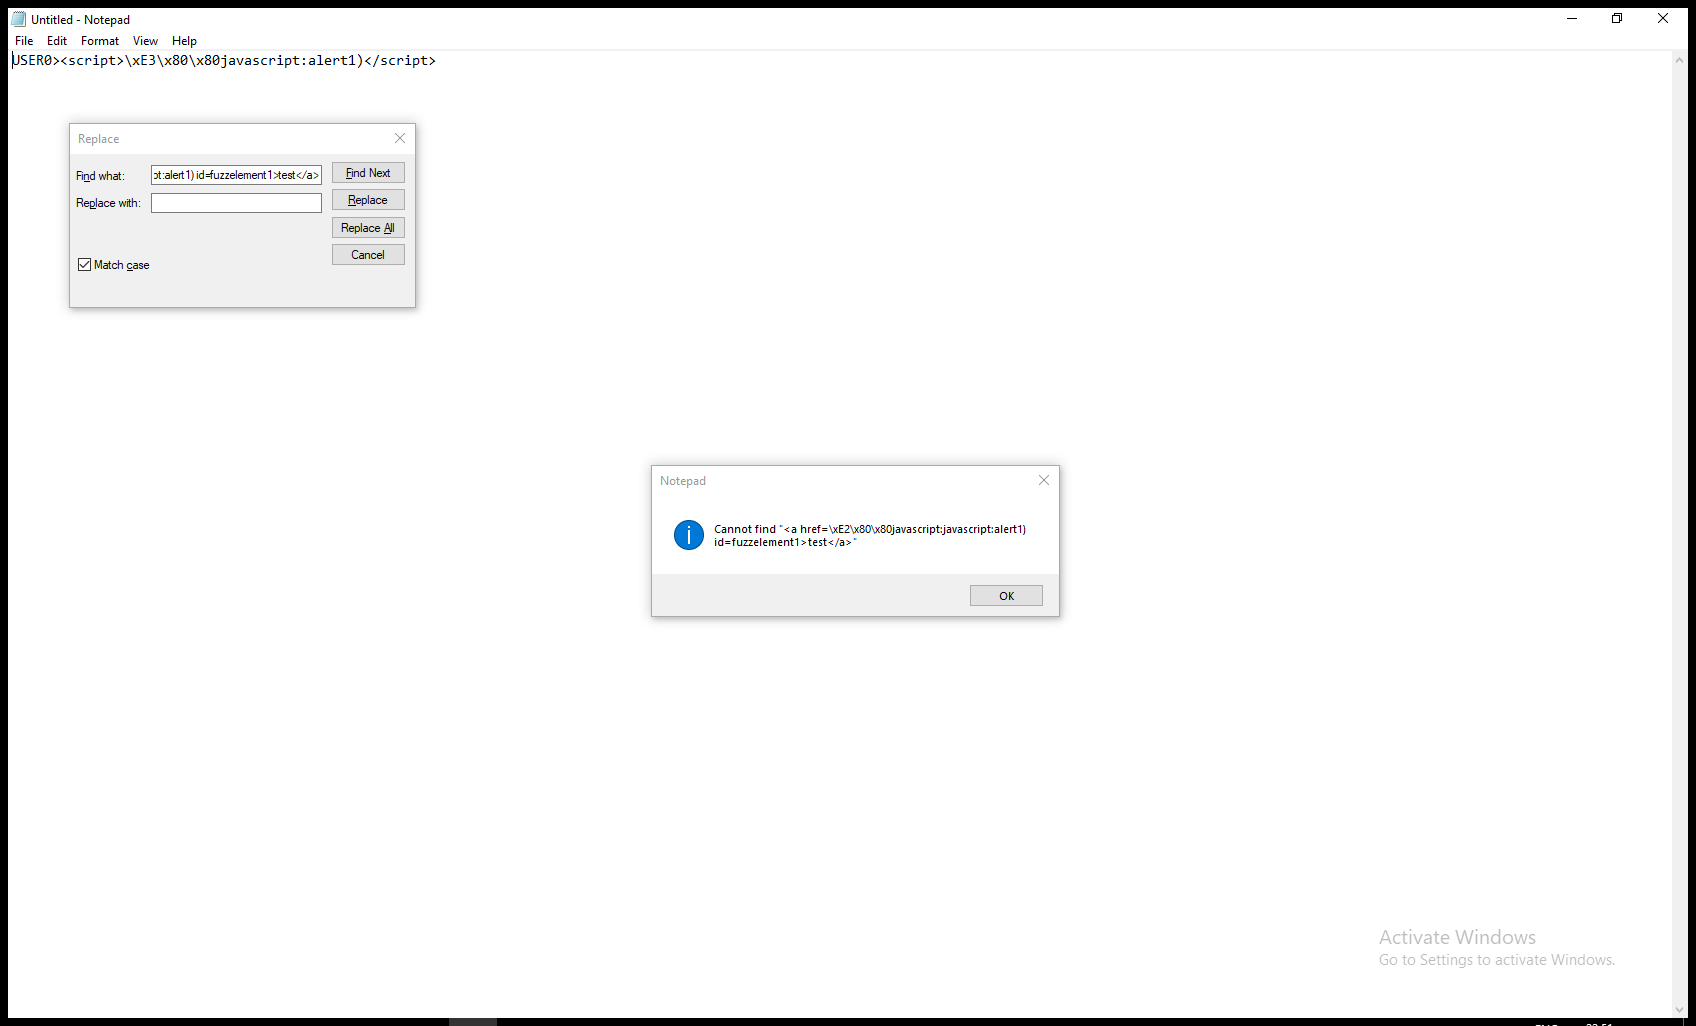 Untitled - Notepad
File Edit Format View Help
USER0><script>\xE3\x80\x80javascript:alert1)</script>
Replace
Find what: pt:alert1) id=fuzzelement1>test</a> Find Next
Replace with: Replace
Replace All
Cancel
Match case
Notepad
Cannot find "<a href=\xE2\x80\x80javascript:javascript:alert1)
id=fuzzelement1>test</a>"
OK
Activate Windows
Go to Settings to activate Windows.